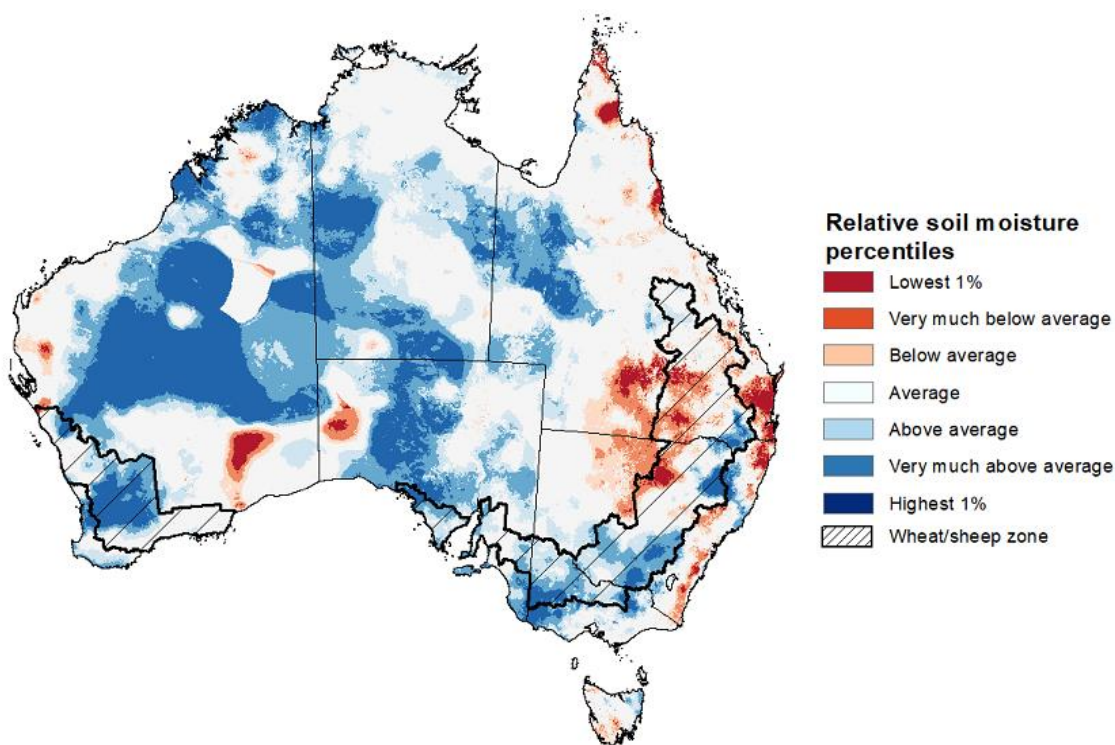 Relative soil moisture
percentiles
Lowest 1%
Very much below average
Below average
Average
Above average
Very much above average
Highest 1%
Wheat/sheep zone